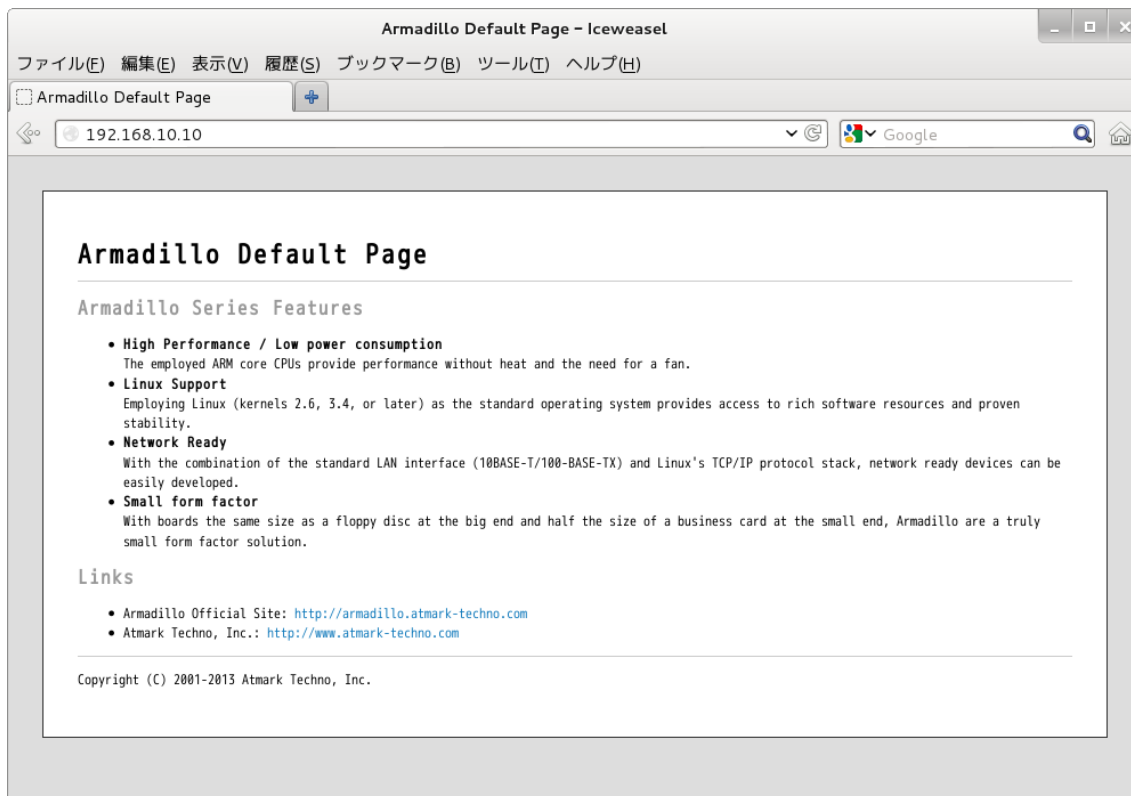 Armadillo Default Page – Iceweasel
ファイル(F) 編集(E) 表示(V) 履歴(S) ブックマーク(B) ツール(T) ヘルプ(H)
Armadillo Default Page
192.168.10.10
Google
Armadillo Default Page
Armadillo Series Features
• High Performance / Low power consumption
The employed ARM core CPUs provide performance without heat and the need for a fan.
• Linux Support
Employing Linux (kernels 2.6, 3.4, or later) as the standard operating system provides access to rich software resources and proven
stability.
• Network Ready
With the combination of the standard LAN interface (10BASE-T/100-BASE-TX) and Linux's TCP/IP protocol stack, network ready devices can be
easily developed.
• Small form factor
With boards the same size as a floppy disc at the big end and half the size of a business card at the small end, Armadillo are a truly
small form factor solution.
Links
• Armadillo Official Site: http://armadillo.atmark-techno.com
• Atmark Techno, Inc.: http://www.atmark-techno.com
Copyright (C) 2001-2013 Atmark Techno, Inc.